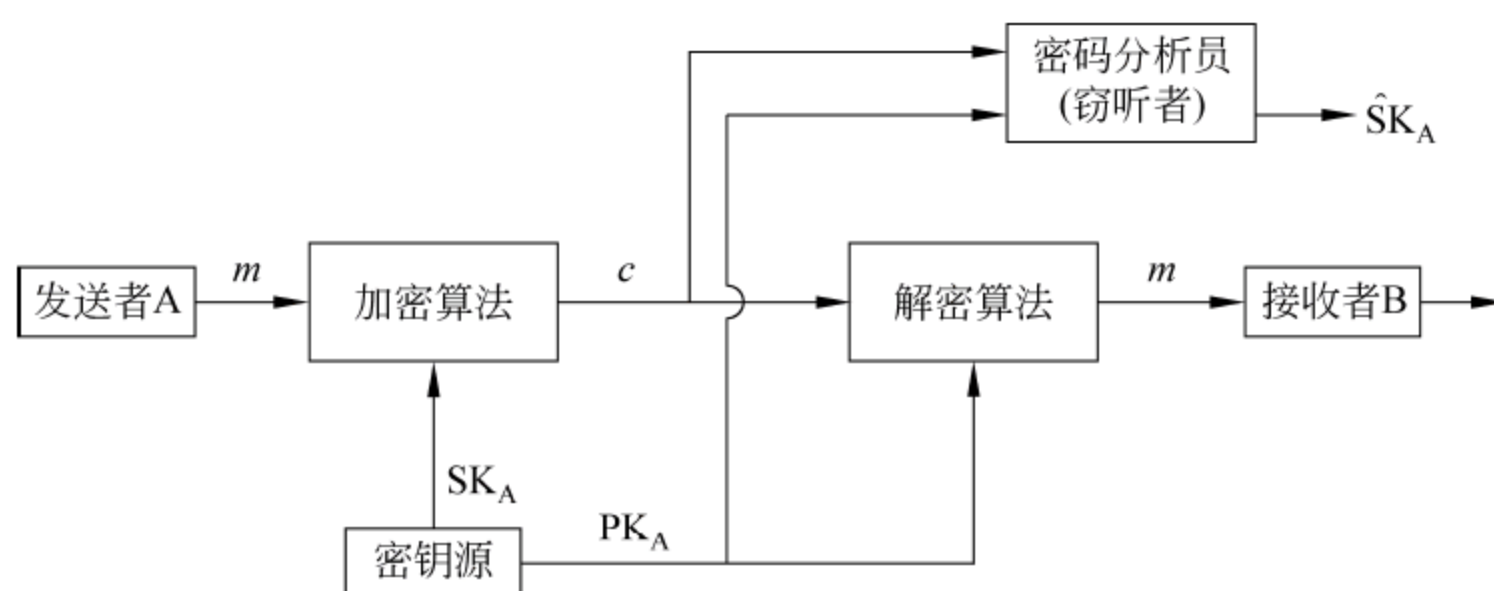 密码分析员
(窃听者)
ŜK_A
发送者A
m
加密算法
c
解密算法
m
接收者B
SK_A
PK_A
密钥源